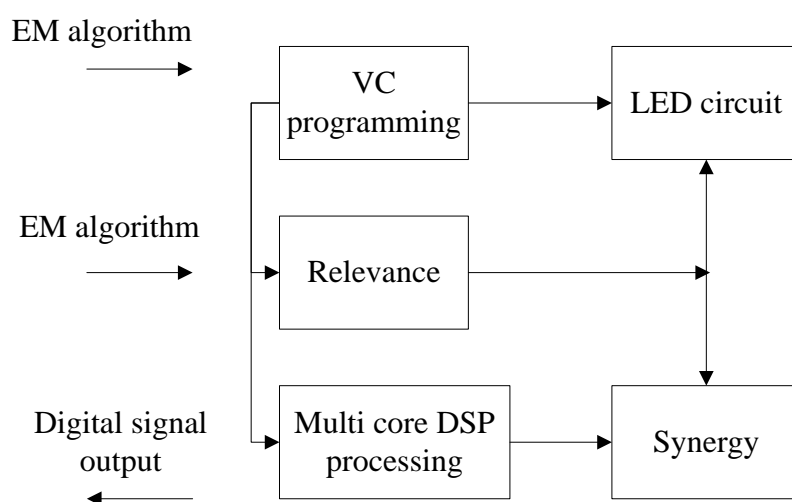 EM algorithm
VC
programming
LED circuit
EM algorithm
Relevance
Digital signal
output
Multi core DSP
processing
Synergy